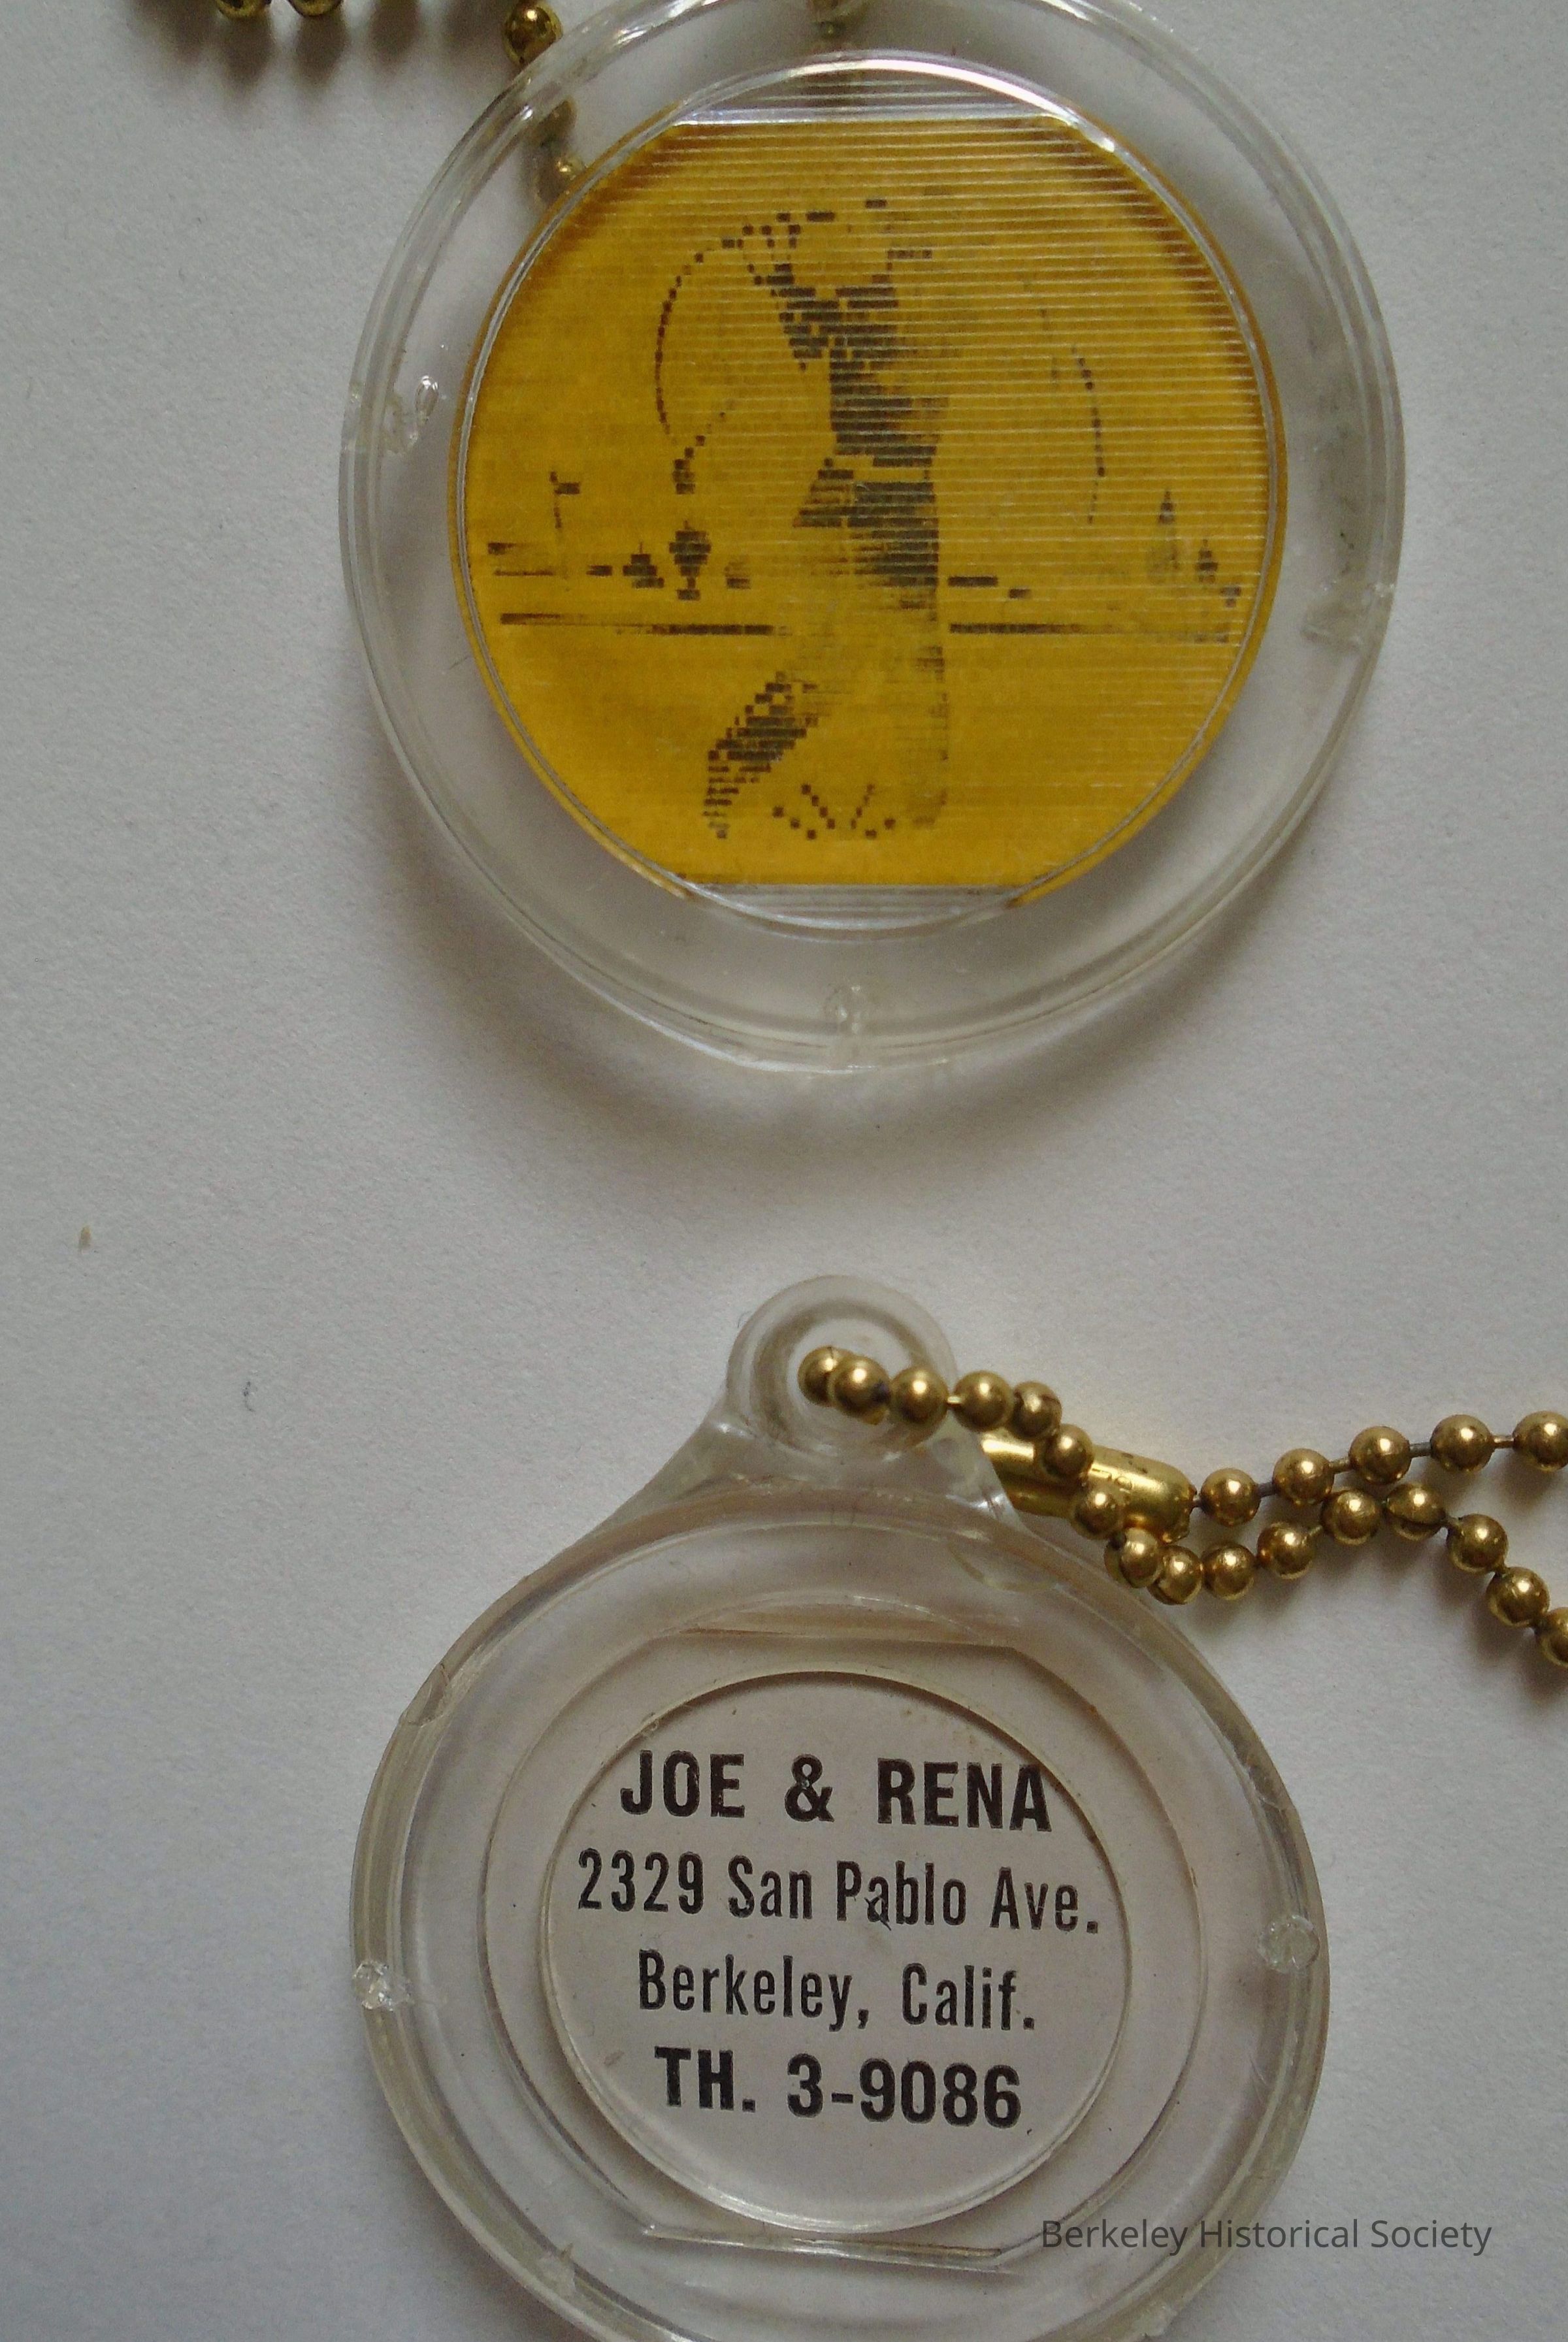 JOE & RENA
2329 San Pablo Ave.
Berkeley, Calif.
TH. 3-9086
Berkeley Historical Society